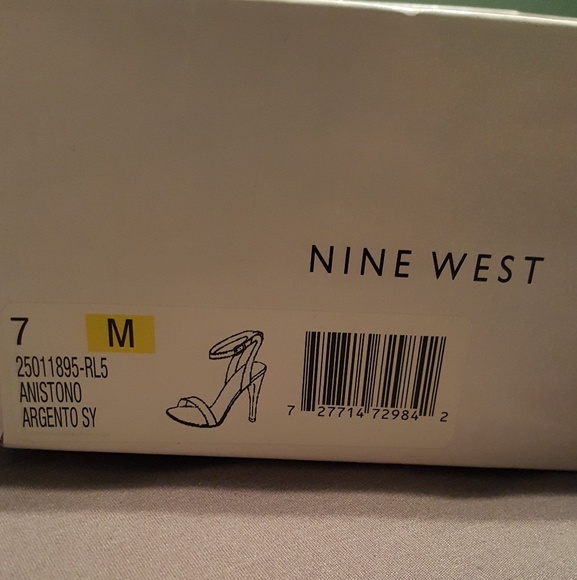 NINE WEST
7 M
25011895-RL5
ANISTONO
ARGENTO SY
7 27714 72984 2